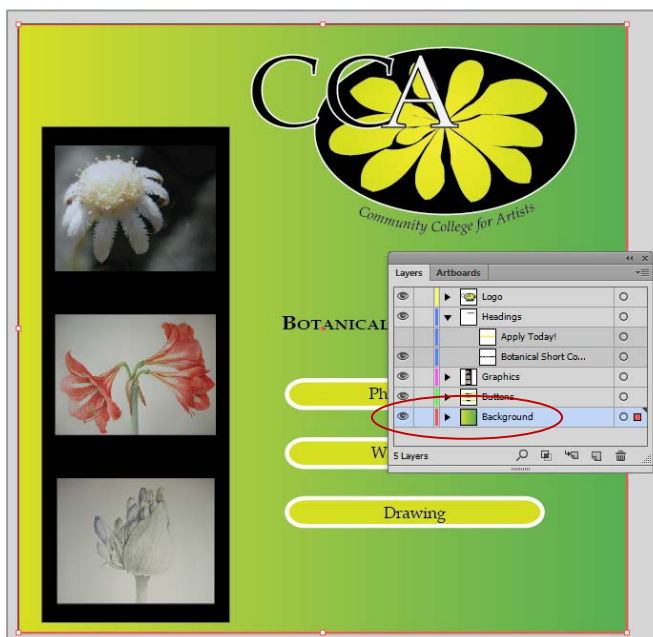 CCA
Community College for Artists
Layers Artboards
Logo
Headings
BOTANICAL
Apply Today!
Botanical Short Co...
Graphics
Ph
Buttons
Background
5 Layers
W
Drawing